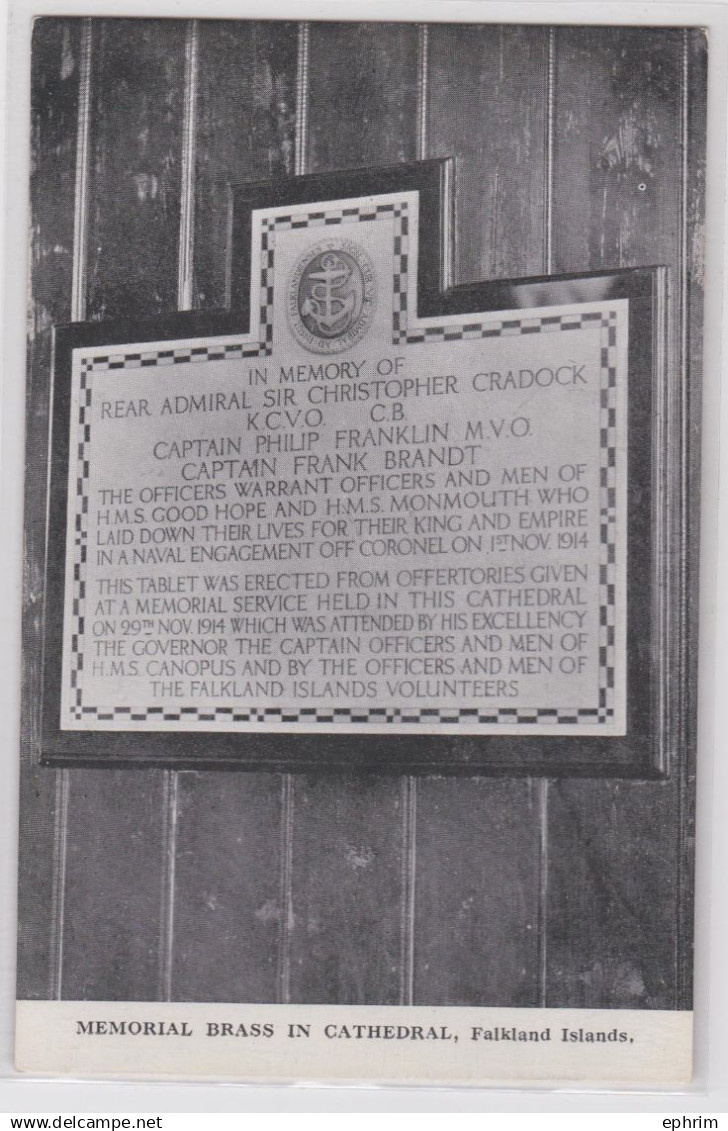 IN MEMORY OF
REAR ADMIRAL SIR CHRISTOPHER CRADOCK
K.C.V.O. C.B.
CAPTAIN PHILIP FRANKLIN M.V.O.
CAPTAIN FRANK BRANDT
THE OFFICERS WARRANT OFFICERS AND MEN OF
H.M.S. GOOD HOPE AND H.M.S. MONMOUTH WHO
LAID DOWN THEIR LIVES FOR THEIR KING AND EMPIRE
IN A NAVAL ENGAGEMENT OFF CORONEL ON 1ST NOV. 1914
THIS TABLET WAS ERECTED FROM OFFERTORIES GIVEN
AT A MEMORIAL SERVICE HELD IN THIS CATHEDRAL
ON 29TH NOV. 1914 WHICH WAS ATTENDED BY HIS EXCELLENCY
THE GOVERNOR THE CAPTAIN OFFICERS AND MEN OF
H.M.S. CANOPUS AND BY THE OFFICERS AND MEN OF
THE FALKLAND ISLANDS VOLUNTEERS
MEMORIAL BRASS IN CATHEDRAL, Falkland Islands.
ephera - delcampe.net